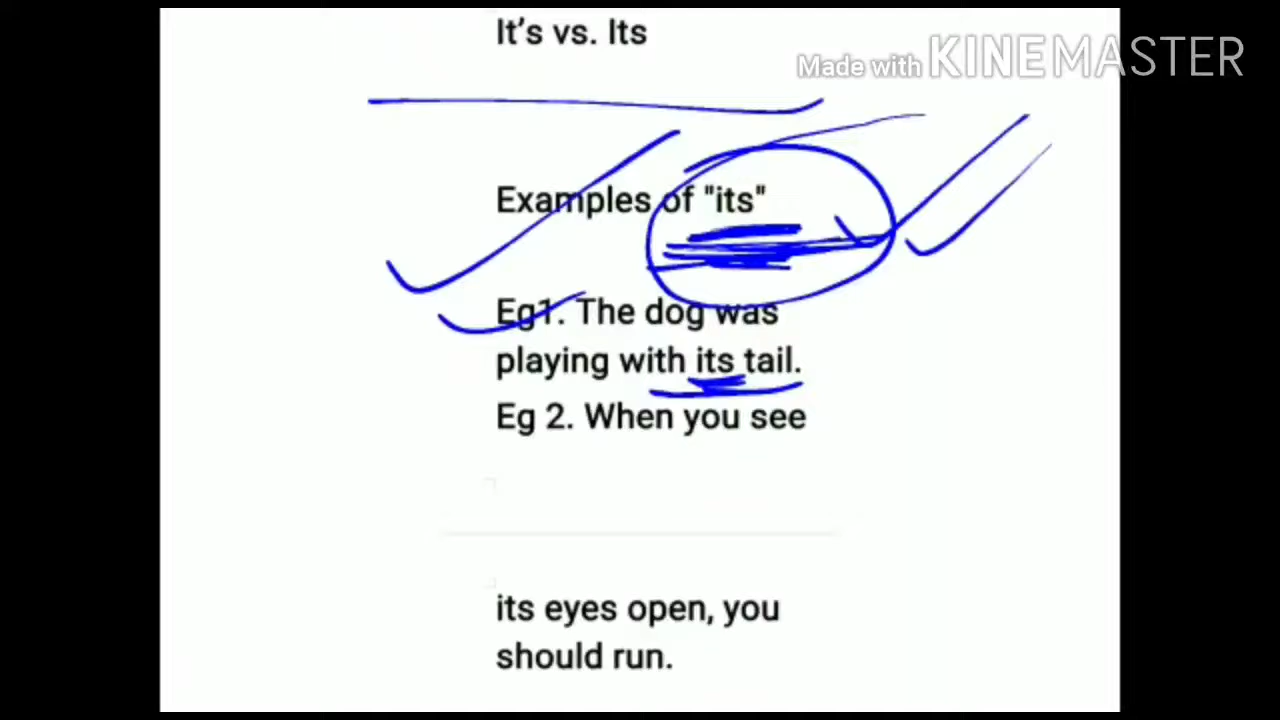 It's vs. Its
Made with KINEMASTER
Examples of "its"
Eg1. The dog was
playing with its tail.
Eg 2. When you see
its eyes open, you
should run.